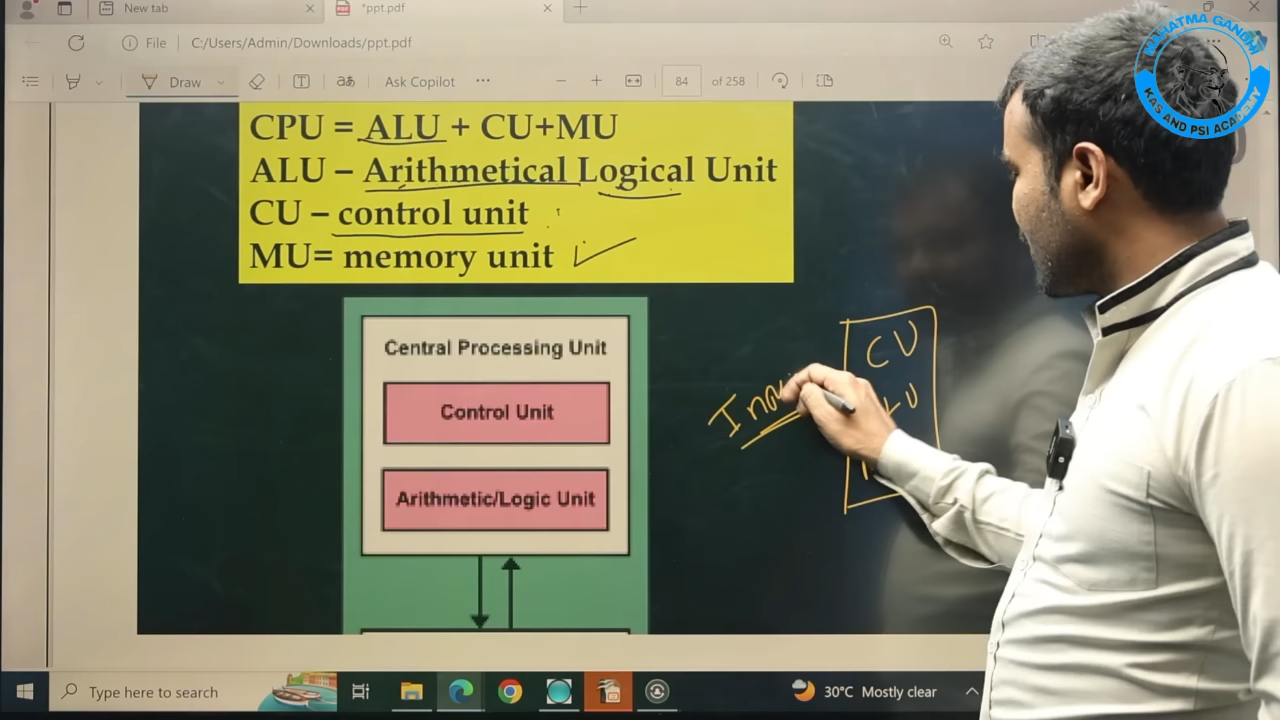 New tab
*ppt.pdf
File
C:/Users/Admin/Downloads/ppt.pdf
Draw
aあ
Ask Copilot
84 of 258
MAHATMA GANDHI
KAS AND PSI ACADEMY
CPU = ALU + CU+MU
ALU – Arithmetical Logical Unit
CU – control unit
MU= memory unit
Central Processing Unit
Control Unit
Arithmetic/Logic Unit
CU
Type here to search
30°C Mostly clear